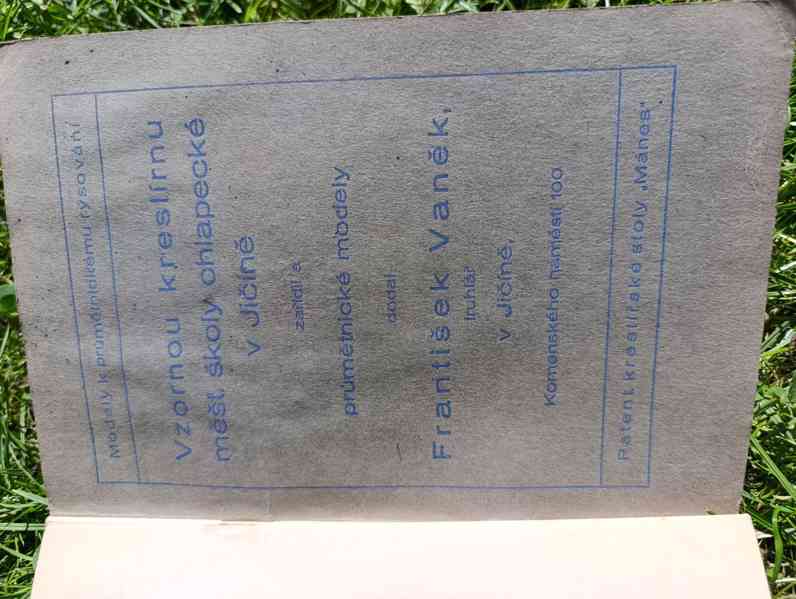 Modely k průmětnickému rysování
Vzornou kreslírnu
měšť. školy chlapecké
v Jičíně
zařídil a
průmětnické modely
dodal
František Vaněk,
truhlář
v Jičíně,
Komenského náměstí 100.
Patent. kreslířské stoly „Mánes“